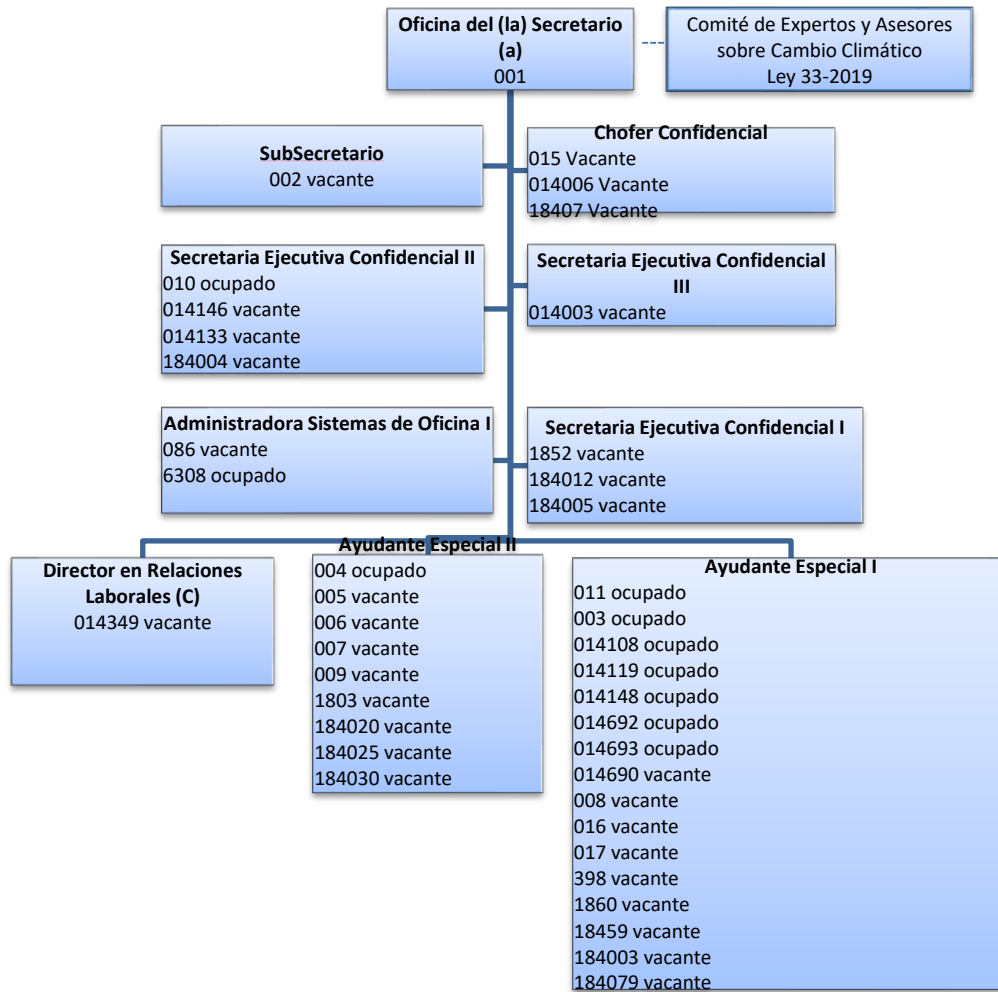 Oficina del (la) Secretario
(a)
001
Comité de Expertos y Asesores
sobre Cambio Climático
Ley 33-2019
SubSecretario
002 vacante
Chofer Confidencial
015 Vacante
014006 Vacante
18407 Vacante
Secretaria Ejecutiva Confidencial II
010 ocupado
014146 vacante
014133 vacante
184004 vacante
Secretaria Ejecutiva Confidencial
III
014003 vacante
Administradora Sistemas de Oficina I
086 vacante
6308 ocupado
Secretaria Ejecutiva Confidencial I
1852 vacante
184012 vacante
184005 vacante
Director en Relaciones
Laborales (C)
014349 vacante
Ayudante Especial II
004 ocupado
005 vacante
006 vacante
007 vacante
009 vacante
1803 vacante
184020 vacante
184025 vacante
184030 vacante
Ayudante Especial I
011 ocupado
003 ocupado
014108 ocupado
014119 ocupado
014148 ocupado
014692 ocupado
014693 ocupado
014690 vacante
008 vacante
016 vacante
017 vacante
398 vacante
1860 vacante
18459 vacante
184003 vacante
184079 vacante